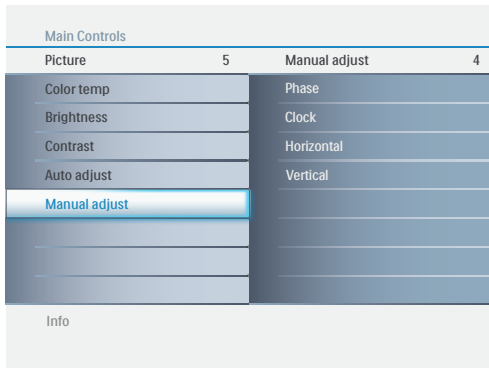 Main Controls
Picture 5 Manual adjust 4
Color temp Phase
Brightness Clock
Contrast Horizontal
Auto adjust Vertical
Manual adjust
Info